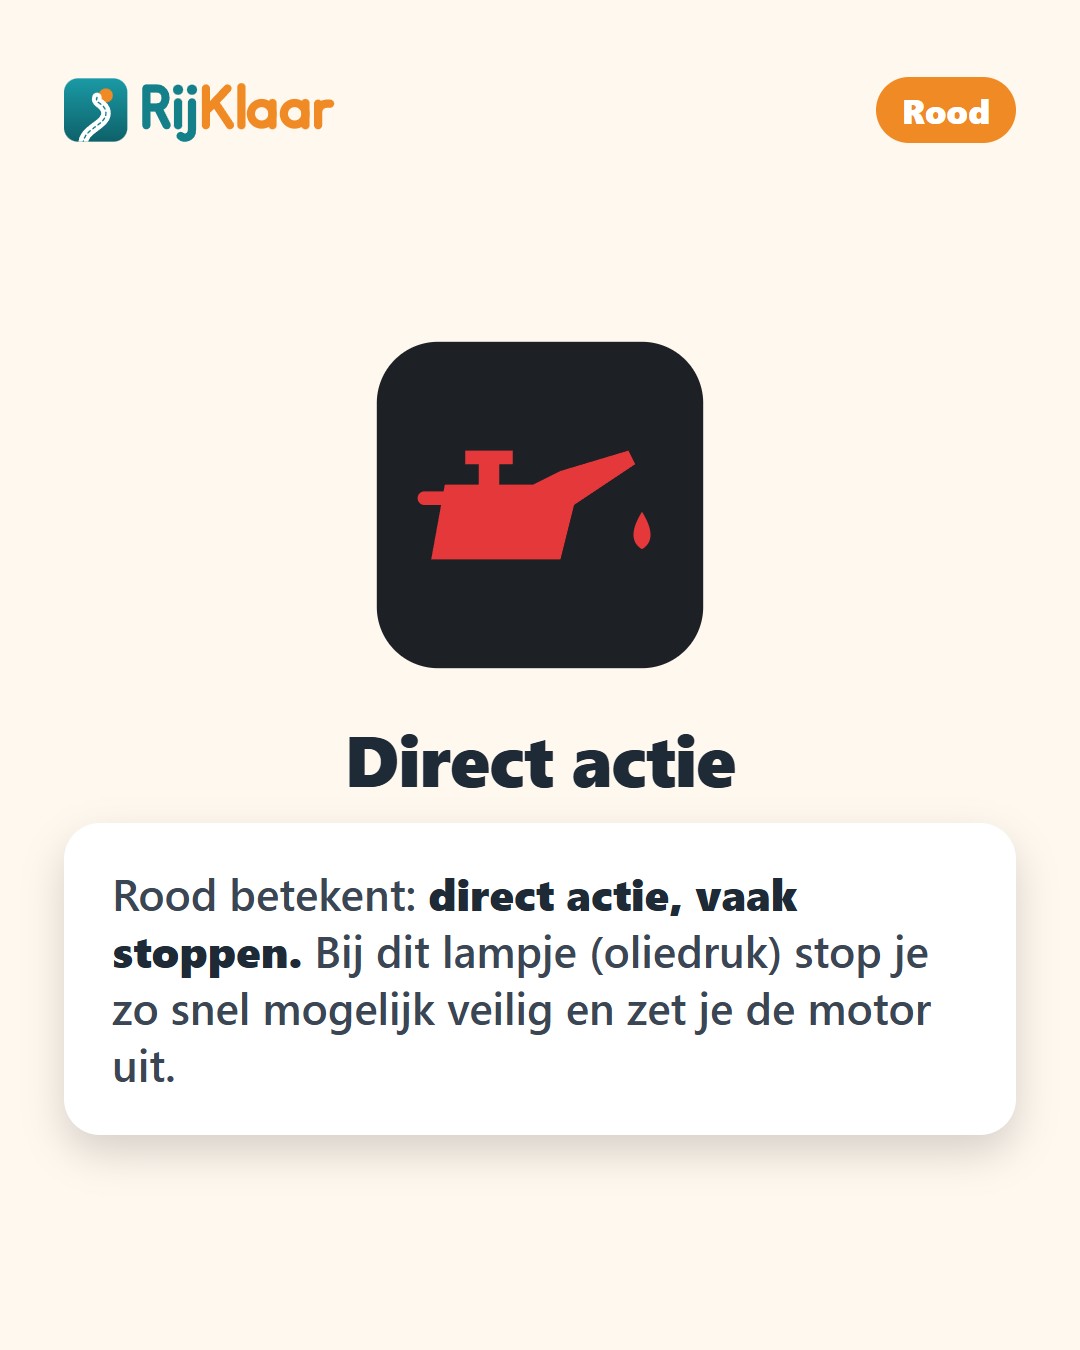 RijKlaar
Rood
Direct actie
Rood betekent: direct actie, vaak
stoppen. Bij dit lampje (oliedruk) stop je
zo snel mogelijk veilig en zet je de motor
uit.